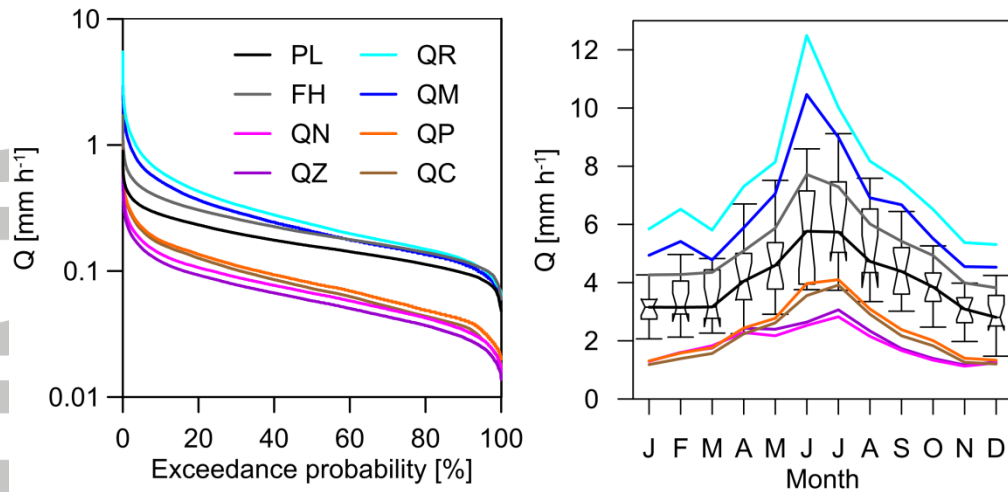 10
1
0.1
0.01
Q [mm h⁻¹]
PL QR
FH QM
QN QP
QZ QC
0 20 40 60 80 100
Exceedance probability [%]
12
10
8
6
4
2
0
Q [mm h⁻¹]
J F M A M J J A S O N D
Month